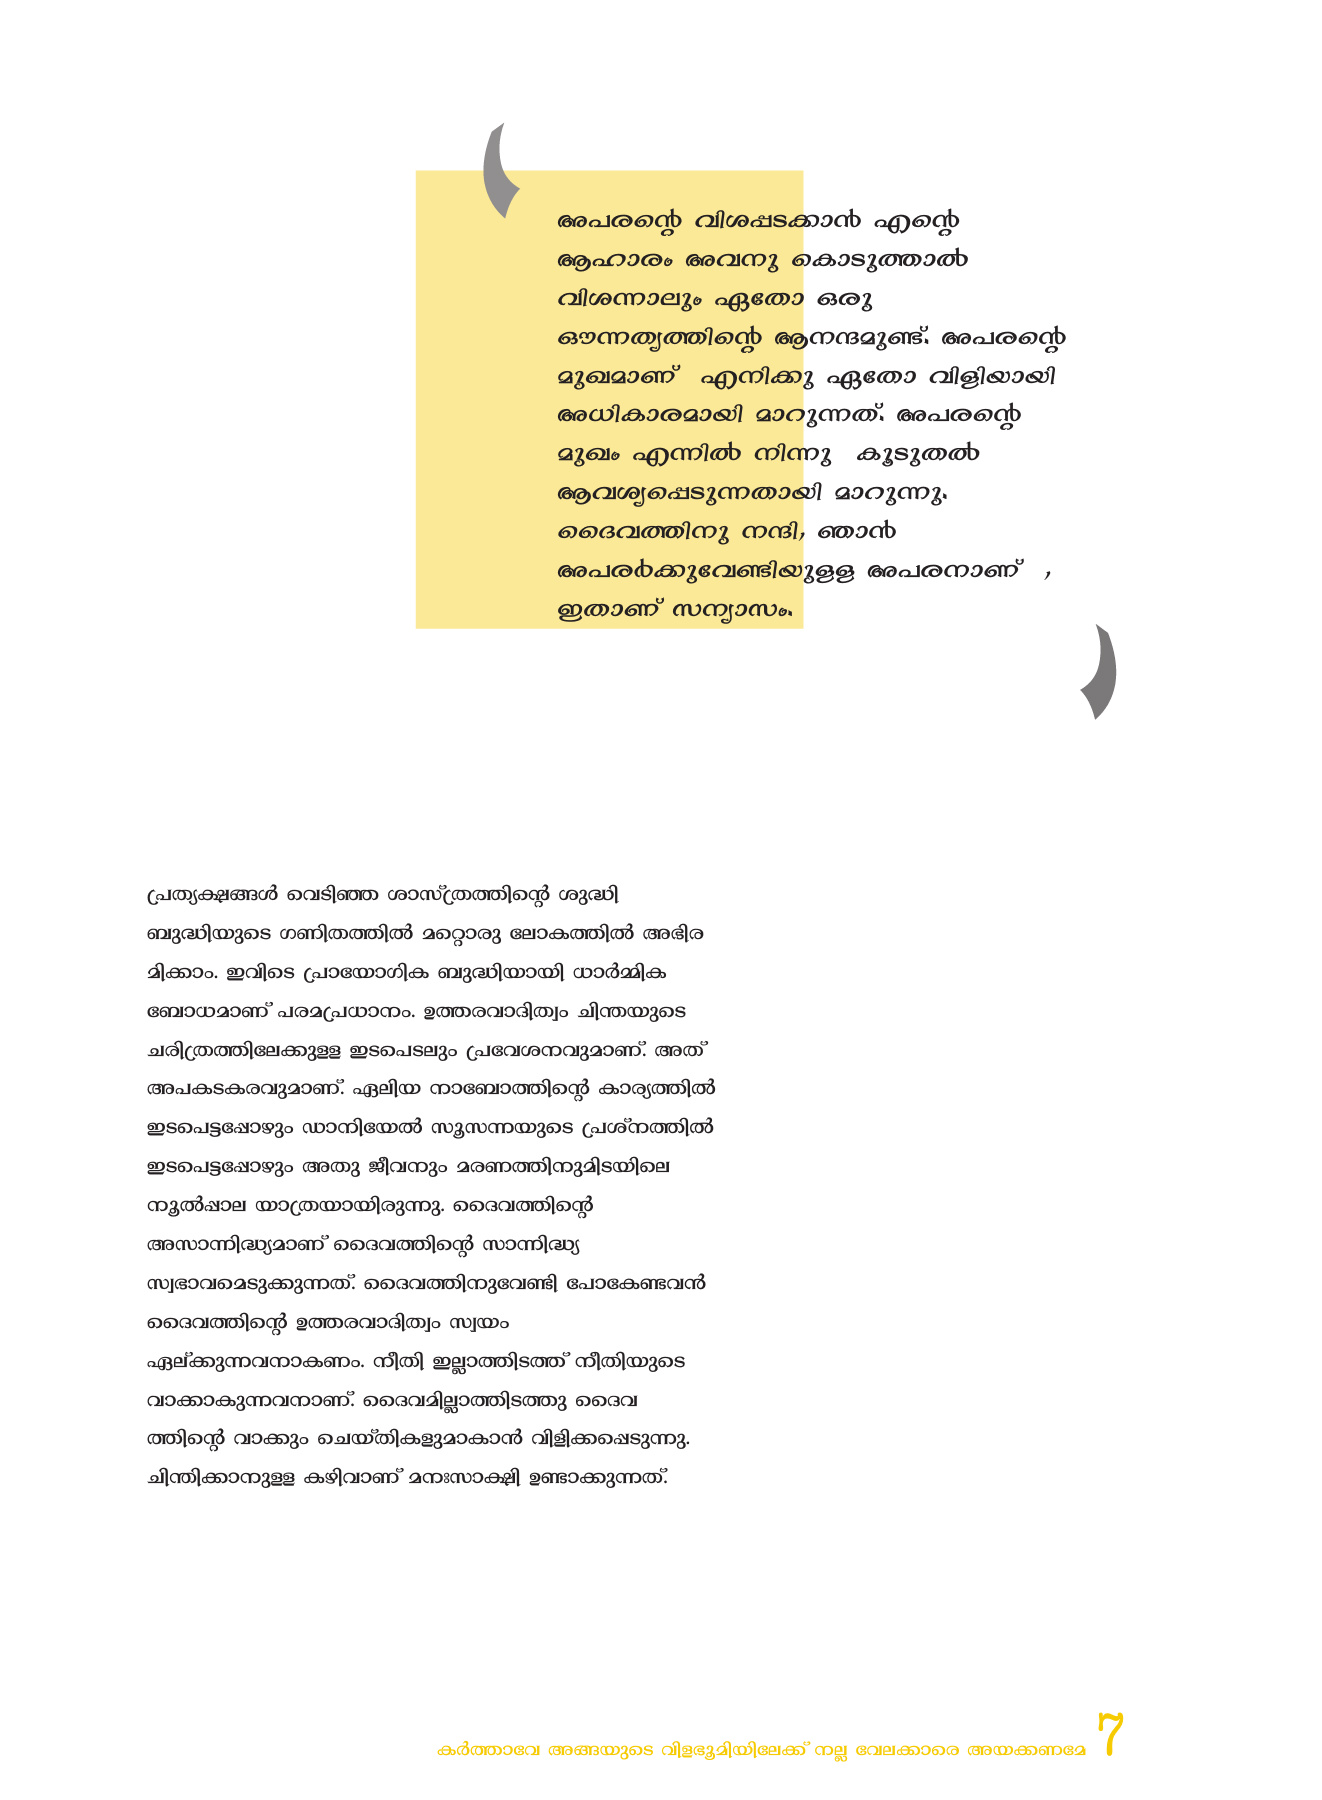 അപരന്റെ വിശപ്പടക്കാൻ എന്റെ
ആഹാരം അവനു കൊടുത്താൽ
വിശന്നാലും ഏതോ ഒരു
ഔന്നത്യത്തിന്റെ ആനന്ദമുണ്ട്. അപരന്റെ
മുഖമാണ് എനിക്കു ഏതോ വിളിയായി
അധികാരമായി മാറുന്നത്. അപരന്റെ
മുഖം എന്നിൽ നിന്നു കൂടുതൽ
ആവശ്യപ്പെടുന്നതായി മാറുന്നു.
ദൈവത്തിനു നന്ദി, ഞാൻ
അപരർക്കുവേണ്ടിയുളള അപരനാണ് ,
ഇതാണ് സന്യാസം.
പ്രത്യക്ഷങ്ങൾ വെടിഞ്ഞ ശാസ്ത്രത്തിന്റെ ശുദ്ധി
ബുദ്ധിയുടെ ഗണിതത്തിൽ മറ്റൊരു ലോകത്തിൽ അഭിര
മിക്കാം. ഇവിടെ പ്രായോഗിക ബുദ്ധിയായി ധാർമ്മിക
ബോധമാണ് പരമപ്രധാനം. ഉത്തരവാദിത്വം ചിന്തയുടെ
ചരിത്രത്തിലേക്കുളള ഇടപെടലും പ്രവേശനവുമാണ്. അത്
അപകടകരവുമാണ്. ഏലിയ നാബോത്തിന്റെ കാര്യത്തിൽ
ഇടപെട്ടപ്പോഴും ഡാനിയേൽ സൂസന്നയുടെ പ്രശ്നത്തിൽ
ഇടപെട്ടപ്പോഴും അതു ജീവനും മരണത്തിനുമിടയിലെ
നൂൽപ്പാല യാത്രയായിരുന്നു. ദൈവത്തിന്റെ
അസാന്നിദ്ധ്യമാണ് ദൈവത്തിന്റെ സാന്നിദ്ധ്യ
സ്വഭാവമെടുക്കുന്നത്. ദൈവത്തിനുവേണ്ടി പോകേണ്ടവൻ
ദൈവത്തിന്റെ ഉത്തരവാദിത്വം സ്വയം
ഏല്ക്കുന്നവനാകണം. നീതി ഇല്ലാത്തിടത്ത് നീതിയുടെ
വാക്കാകുന്നവനാണ്. ദൈവമില്ലാത്തിടത്തു ദൈവ
ത്തിന്റെ വാക്കും ചെയ്തികളുമാകാൻ വിളിക്കപ്പെടുന്നു.
ചിന്തിക്കാനുളള കഴിവാണ് മനഃസാക്ഷി ഉണ്ടാക്കുന്നത്.
കർത്താവേ അങ്ങയുടെ വിളഭൂമിയിലേക്ക് നല്ല വേലക്കാരെ അയക്കണമേ 7